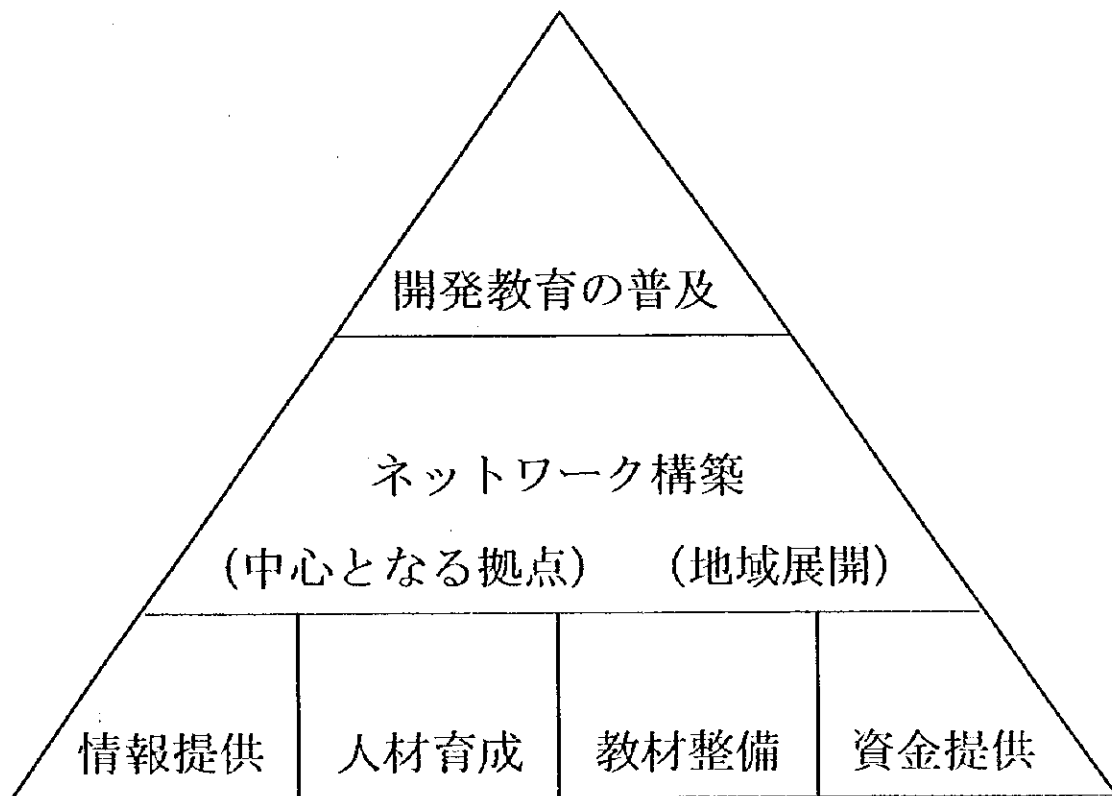 開発教育の普及
ネットワーク構築
(中心となる拠点) (地域展開)
情報提供 人材育成 教材整備 資金提供